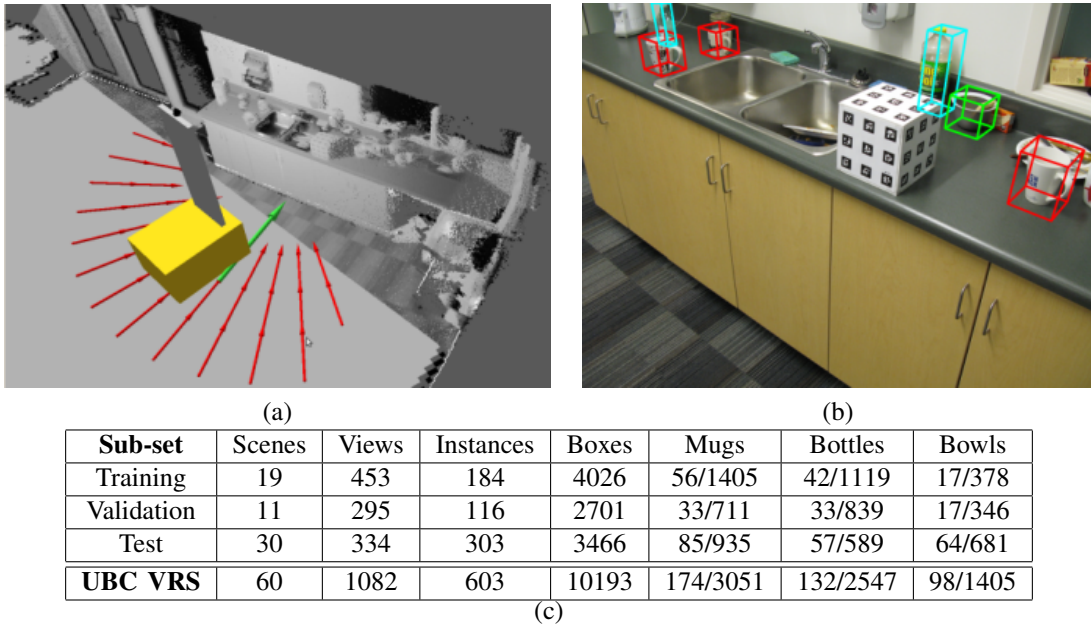 (a)
(b)
Sub-set Scenes Views Instances Boxes Mugs Bottles Bowls
Training 19 453 184 4026 56/1405 42/1119 17/378
Validation 11 295 116 2701 33/711 33/839 17/346
Test 30 334 303 3466 85/935 57/589 64/681
UBC VRS 60 1082 603 10193 174/3051 132/2547 98/1405
(c)